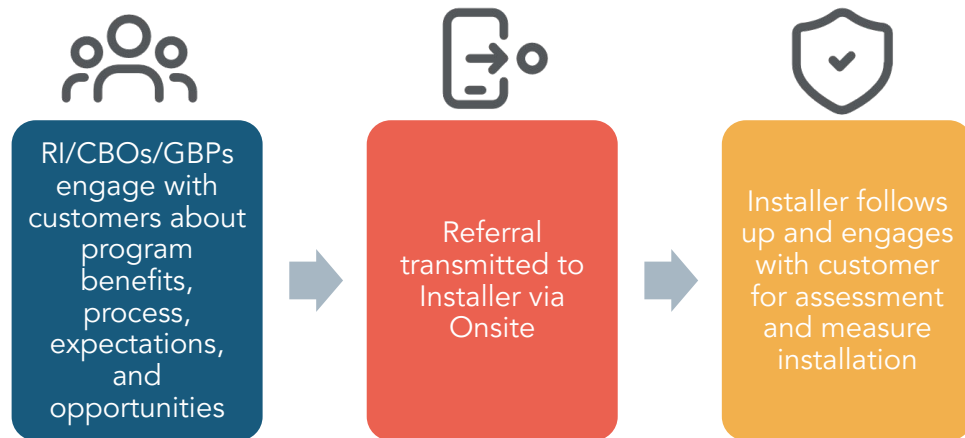 RI/CBOs/GBPs
engage with
customers about
program
benefits,
process,
expectations,
and
opportunities
Referral
transmitted to
Installer via
Onsite
Installer follows
up and engages
with customer
for assessment
and measure
installation